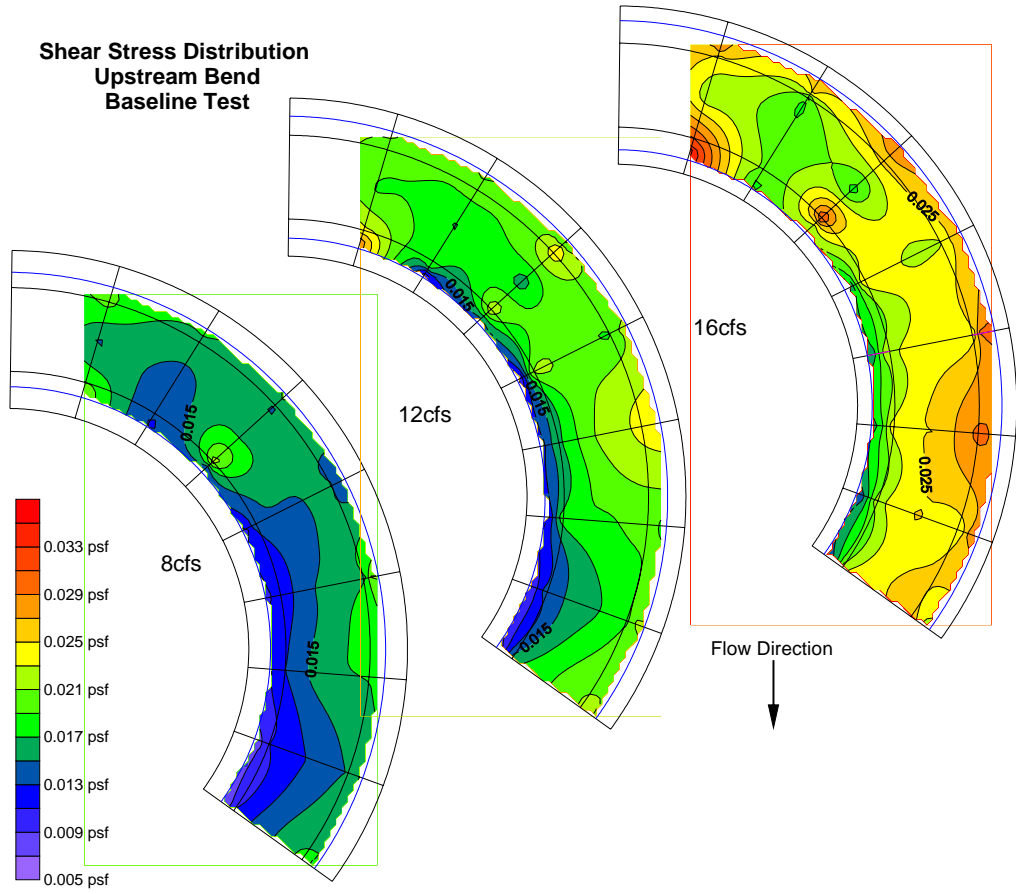 Shear Stress Distribution
Upstream Bend
Baseline Test
0.025
0.015
16cfs
0.015
0.015
12cfs
0.025
0.033 psf
8cfs
0.029 psf
0.015
0.015
0.025 psf
Flow Direction
0.021 psf
0.017 psf
0.013 psf
0.009 psf
0.005 psf